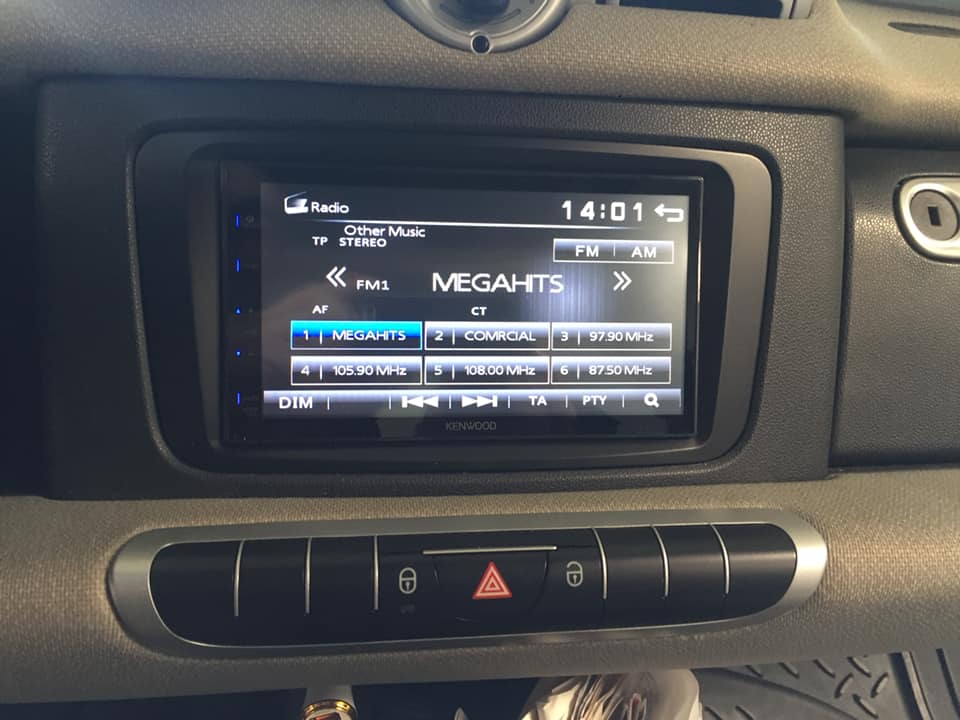 Radio 14:01
Other Music
TP STEREO
FM AM
FM1 MEGAHITS
AF CT
1 MEGAHITS 2 COMRCIAL 3 97.90 MHz
4 105.90 MHz 5 108.00 MHz 6 87.50 MHz
DIM TA PTY
KENWOOD